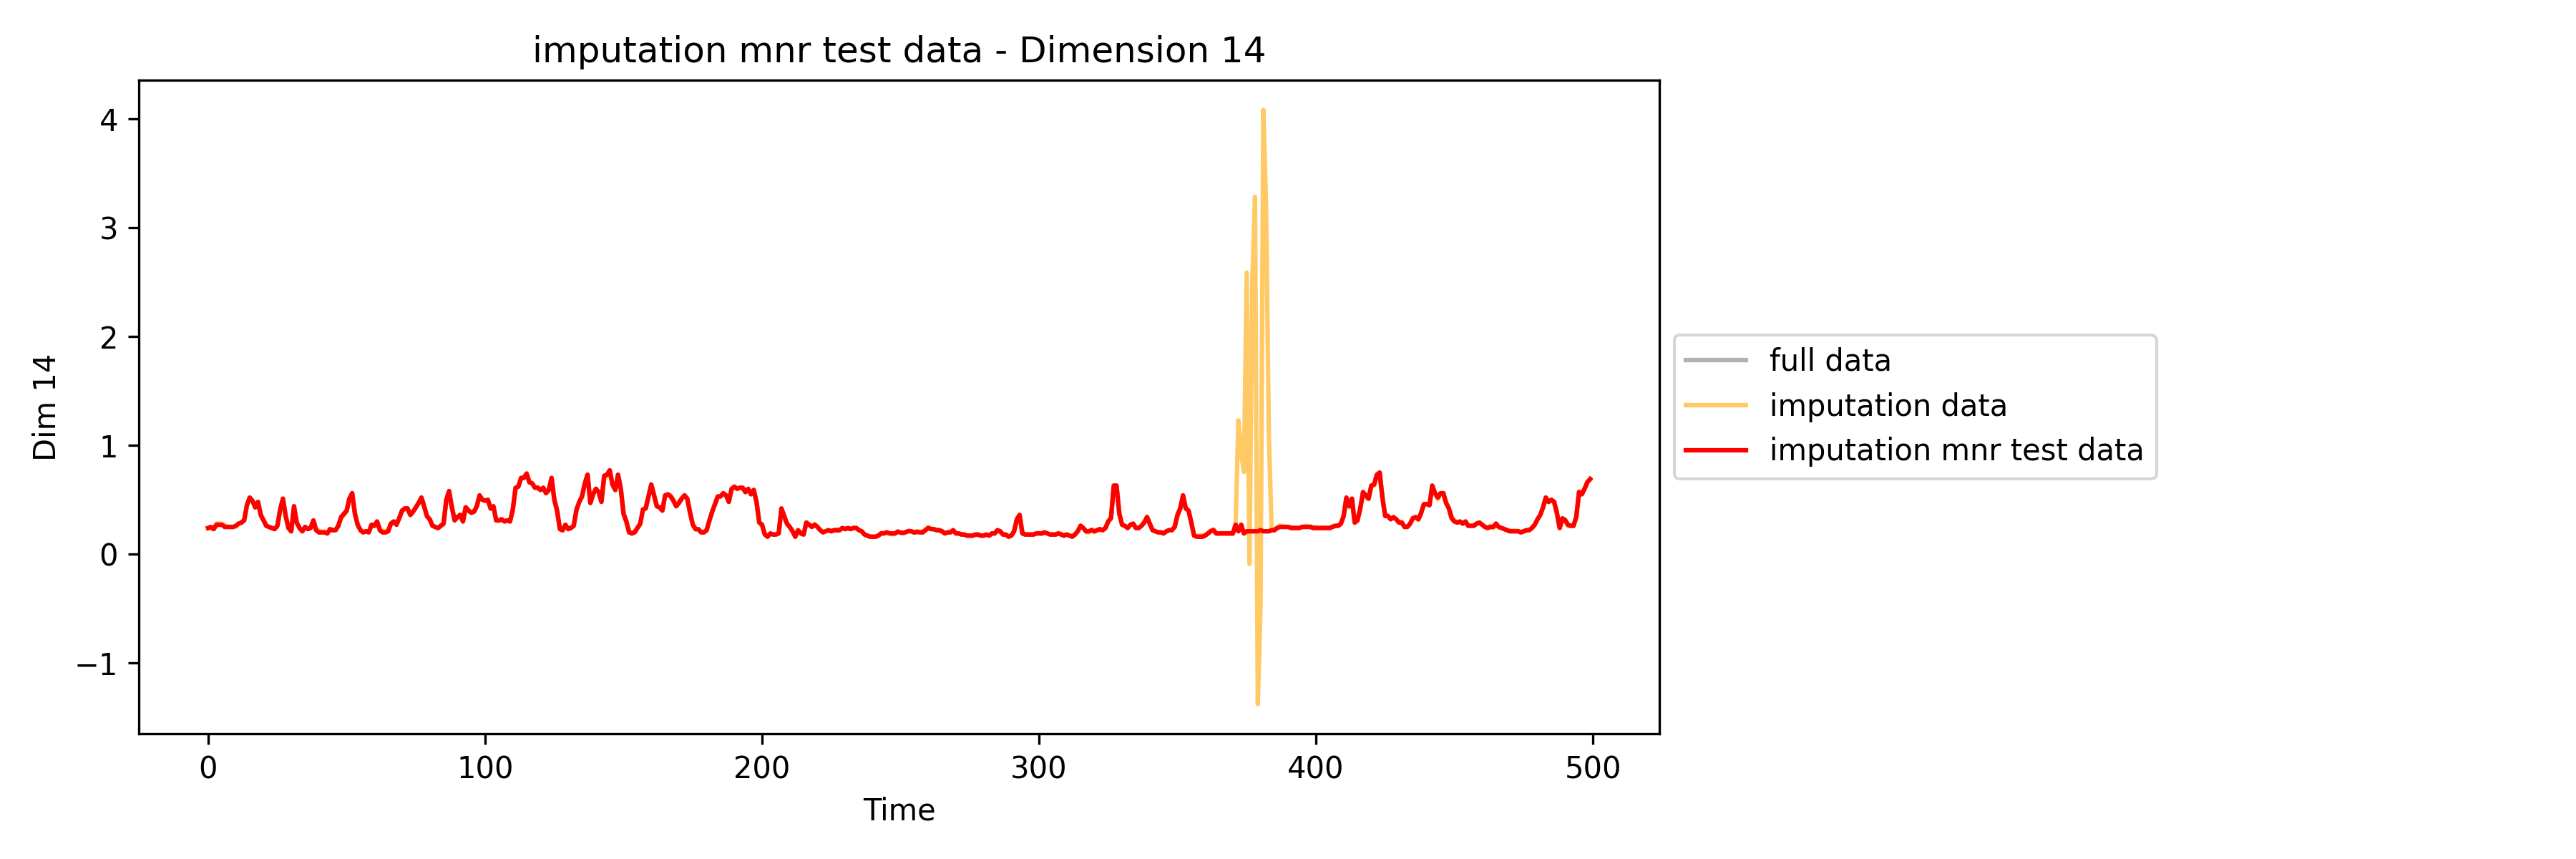 imputation mnr test data - Dimension 14
4
3
2
1
0
−1
Dim 14
0 100 200 300 400 500
Time
full data
imputation data
imputation mnr test data